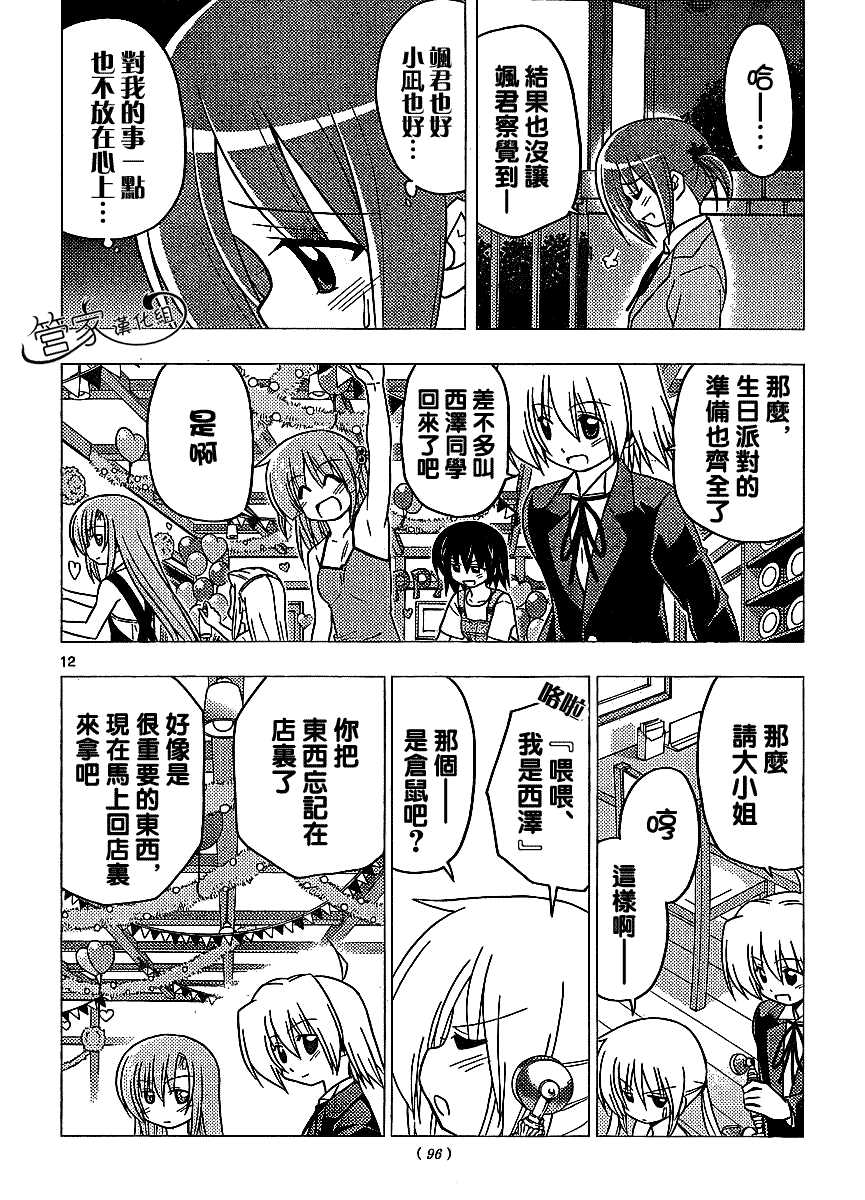 哈—…
結果也沒讓
颯君察覺到—
颯君也好
小凪也好…
對我的事一點
也不放在心上…
管家
漢化組
那麼,
生日派對的
準備也齊全了
差不多叫
西澤同學
回來了吧
是啊
12
那麼
請大小姐
哼
這樣啊—
咯啦
『喂喂、
我是西澤』
那個—
是倉鼠吧?
你把
東西忘記在
店裏了
好像是
很重要的東西,
現在馬上回店裏
來拿吧
(96)